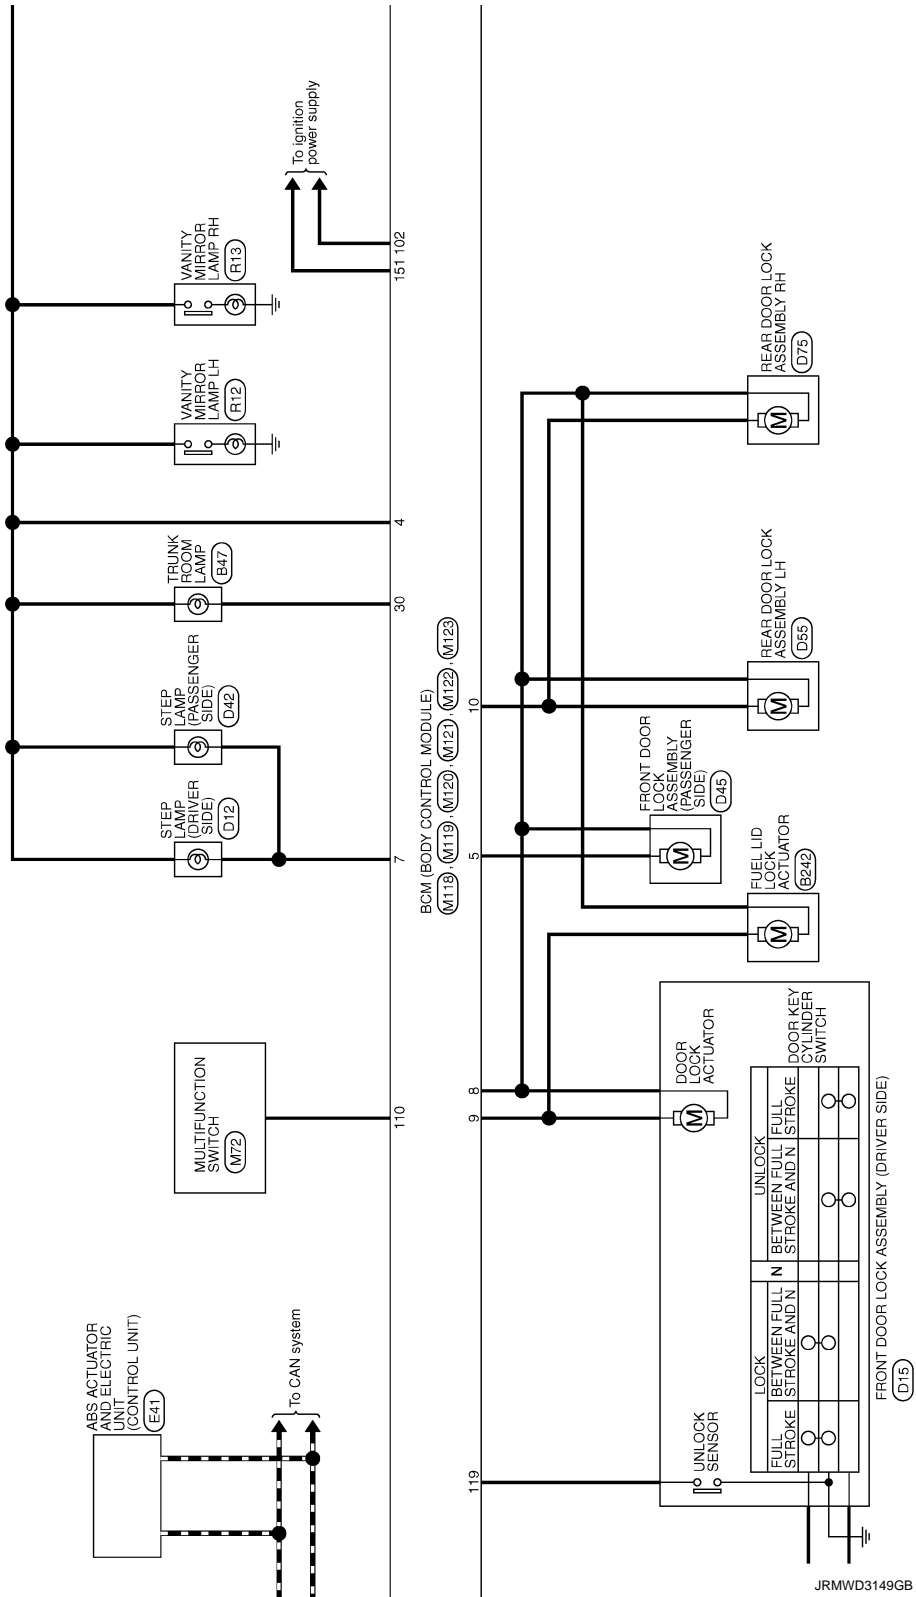 To ignition
power supply
VANITY
MIRROR
LAMP RH
R13
151 102
VANITY
MIRROR
LAMP LH
R12
4
TRUNK
ROOM
LAMP
B47
30
STEP
LAMP
(PASSENGER
SIDE)
D42
STEP
LAMP
(DRIVER
SIDE)
D12
7
BCM (BODY CONTROL MODULE)
M118 , M119 , M120 , M121 , M122 , M123
REAR DOOR LOCK
ASSEMBLY RH
D75
M
REAR DOOR LOCK
ASSEMBLY LH
D55
M
10
FRONT DOOR
LOCK
ASSEMBLY
(PASSENGER
SIDE)
D45
M
5
FUEL LID
LOCK
ACTUATOR
B242
M
MULTIFUNCTION
SWITCH
M72
110
8
9
DOOR
LOCK
ACTUATOR
M
DOOR KEY
CYLINDER
SWITCH
UNLOCK
FULL
STROKE
BETWEEN FULL
STROKE AND N
N
LOCK
BETWEEN FULL
STROKE AND N
FULL
STROKE
FRONT DOOR LOCK ASSEMBLY (DRIVER SIDE)
D15
UNLOCK
SENSOR
119
ABS ACTUATOR
AND ELECTRIC
UNIT
(CONTROL UNIT)
E41
To CAN system
JRMWD3149GB